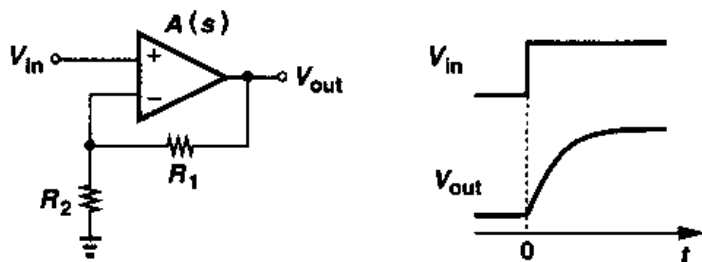 A(s)
V_in
+
−
V_out
R_1
R_2
V_in
V_out
0
t